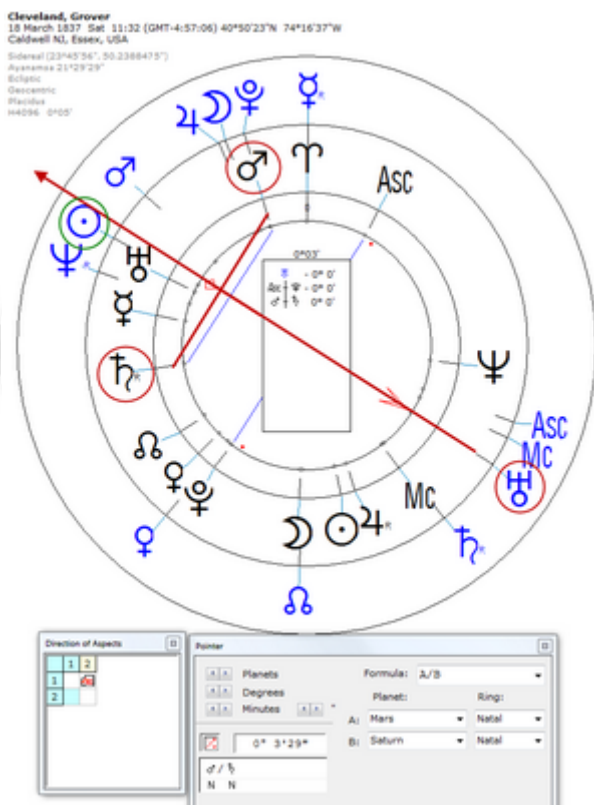 Cleveland, Grover
18 March 1837 Sat 11:32 (GMT-4:57:06) 40°50'23"N 74°16'37"W
Caldwell NJ, Essex, USA
Sidereal (23°45'56", 50.2388475")
Ayanamsa 21°29'29"
Ecliptic
Geocentric
Placidus
H4096 0°05'
Asc
0°03'
♅ - 0° 0'
- 0° 0'
♂ ♄ 0° 0'
Asc
Mc
Mc
Direction of Aspects
1 2
1
2
Pointer
Planets
Degrees
Minutes
Formula: A/B
Planet: Ring:
A: Mars Natal
B: Saturn Natal
0° 3'29"
♂ / ♄
N N